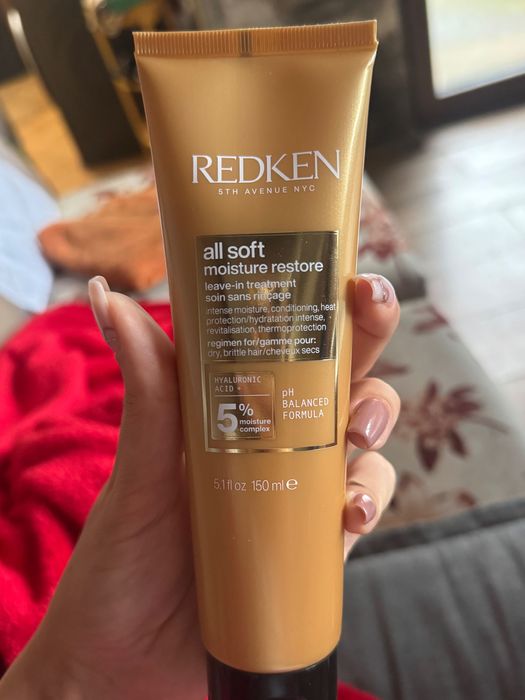 REDKEN
5TH AVENUE NYC
all soft
moisture restore
leave-in treatment
soin sans rinçage
intense moisture, conditioning, heat
protection/hydratation intense,
revitalisation, thermoprotection
regimen for/gamme pour:
dry, brittle hair/cheveux secs
HYALURONIC
ACID +
5%
moisture
complex
pH
BALANCED
FORMULA
5.1 fl oz 150 ml ℮